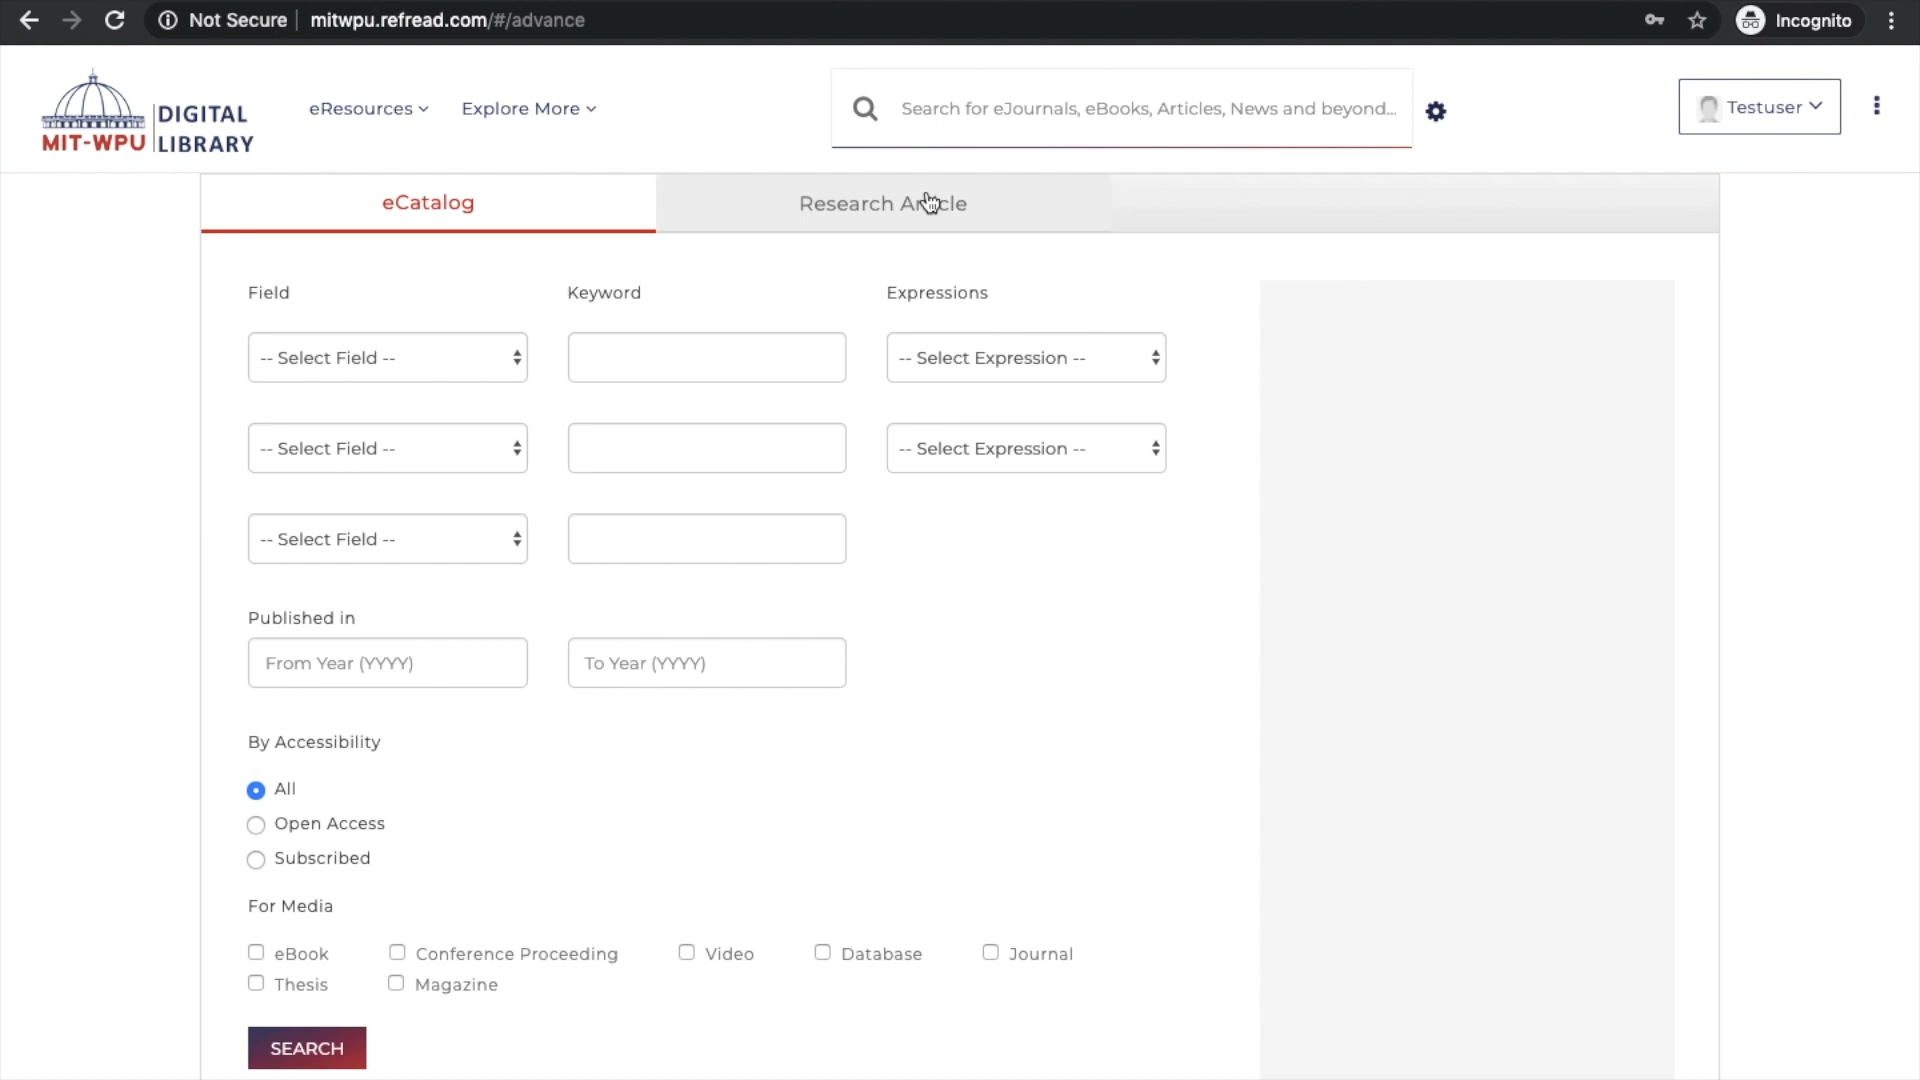 Not Secure | mitwpu.refread.com/#/advance
Incognito
MIT-WPU DIGITAL LIBRARY
eResources
Explore More
Search for eJournals, eBooks, Articles, News and beyond...
Testuser
eCatalog
Research Article
Field
Keyword
Expressions
-- Select Field --
-- Select Expression --
-- Select Field --
-- Select Expression --
-- Select Field --
Published in
From Year (YYYY)
To Year (YYYY)
By Accessibility
All
Open Access
Subscribed
For Media
eBook
Conference Proceeding
Video
Database
Journal
Thesis
Magazine
SEARCH